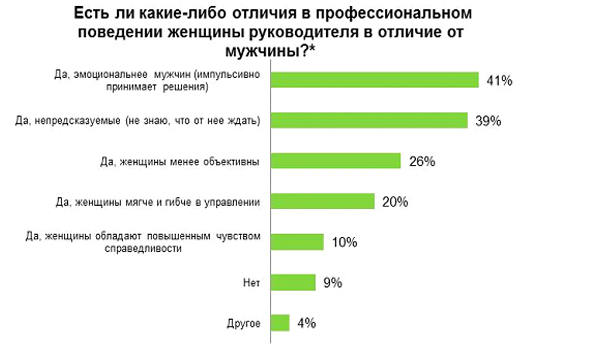 Есть ли какие-либо отличия в профессиональном
поведении женщины руководителя в отличие от
мужчины?*
Да, эмоциональнее мужчин (импульсивно
принимает решения)
41%
Да, непредсказуемые (не знаю, что от нее ждать)
39%
Да, женщины менее объективны
26%
Да, женщины мягче и гибче в управлении
20%
Да, женщины обладают повышенным чувством
справедливости
10%
Нет
9%
Другое
4%